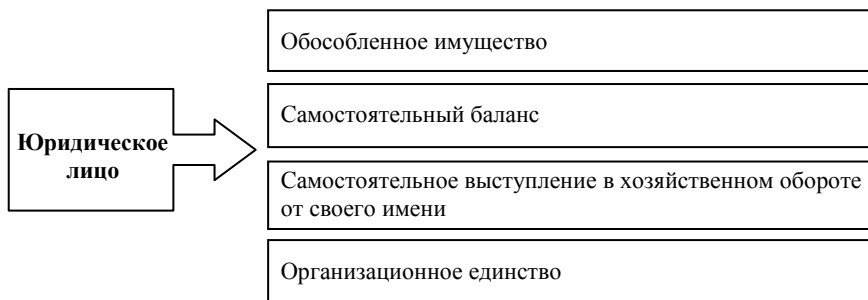 Юридическое
лицо
Обособленное имущество
Самостоятельный баланс
Самостоятельное выступление в хозяйственном обороте
от своего имени
Организационное единство